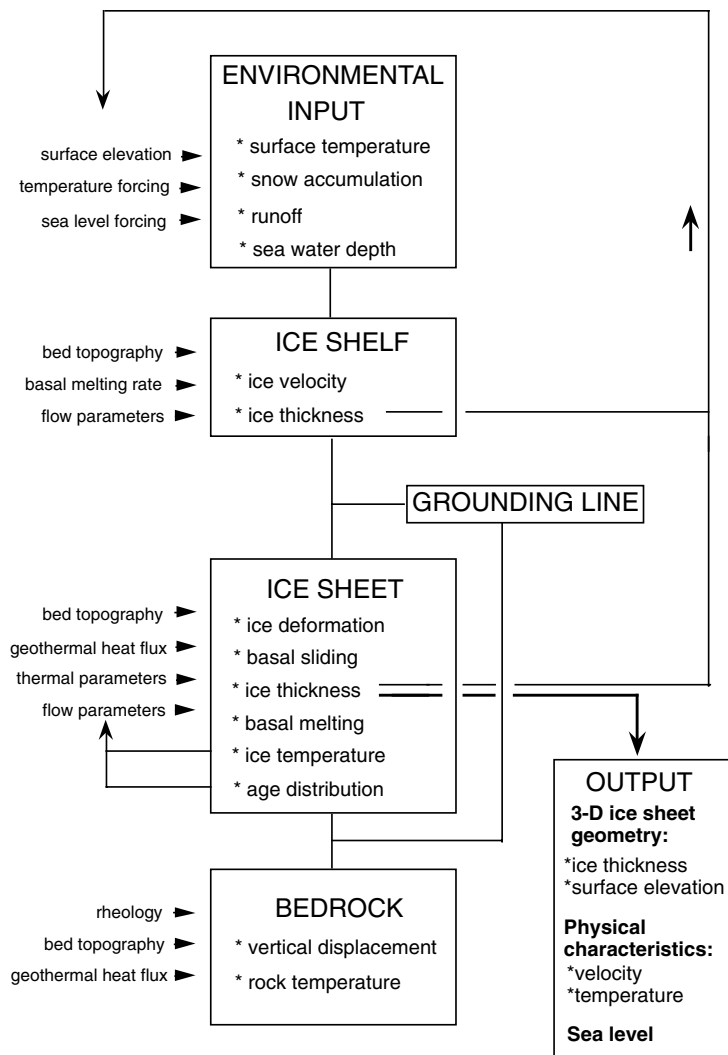 ENVIRONMENTAL
INPUT
* surface temperature
* snow accumulation
* runoff
* sea water depth
surface elevation
temperature forcing
sea level forcing
ICE SHELF
* ice velocity
* ice thickness
bed topography
basal melting rate
flow parameters
GROUNDING LINE
ICE SHEET
* ice deformation
* basal sliding
* ice thickness
* basal melting
* ice temperature
* age distribution
bed topography
geothermal heat flux
thermal parameters
flow parameters
BEDROCK
* vertical displacement
* rock temperature
rheology
bed topography
geothermal heat flux
OUTPUT
3-D ice sheet
geometry:
*ice thickness
*surface elevation
Physical
characteristics:
*velocity
*temperature
Sea level